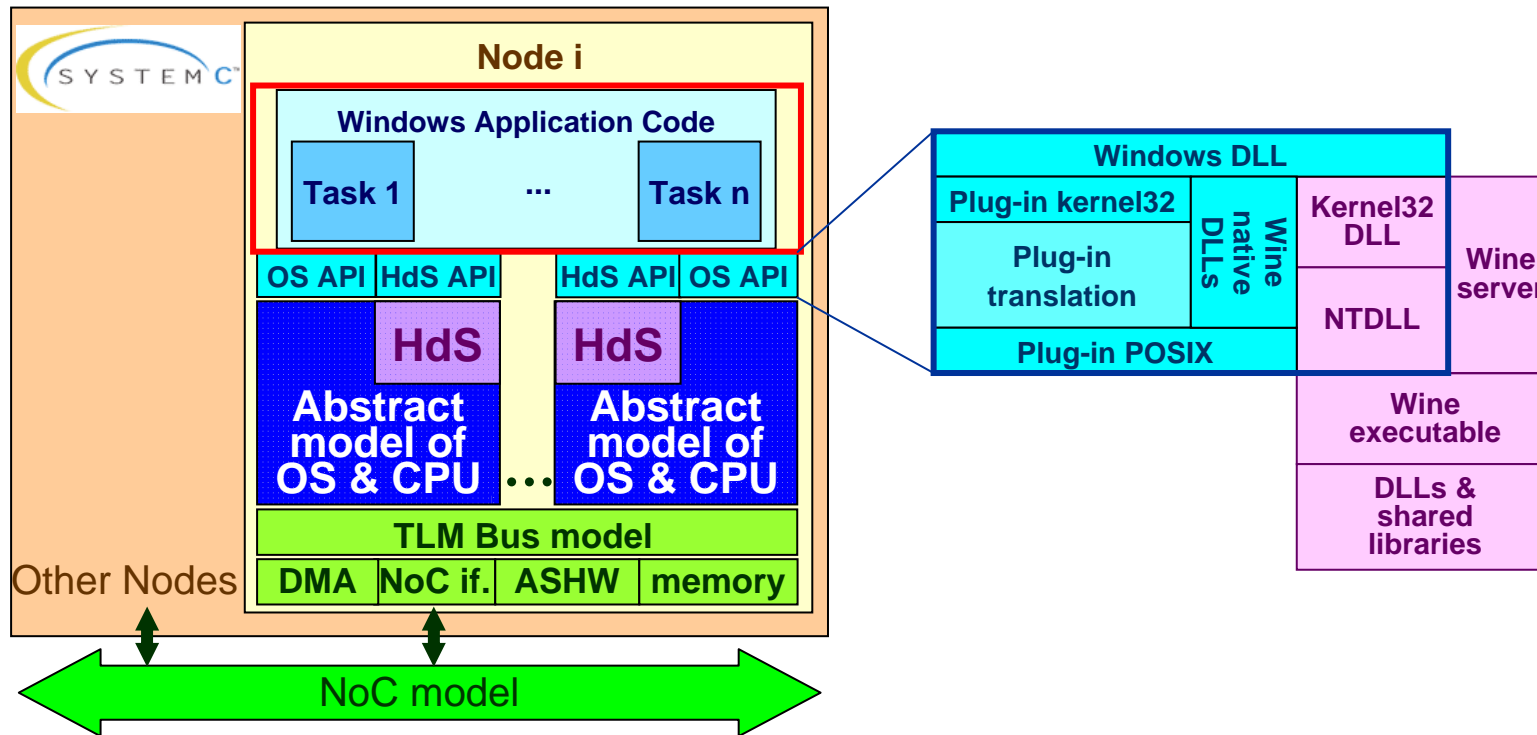 SYSTEMC™
Node i
Windows Application Code
Task 1
...
Task n
OS API
HdS API
HdS API
OS API
HdS
HdS
Abstract
model of
OS & CPU
...
Abstract
model of
OS & CPU
TLM Bus model
DMA
NoC if.
ASHW
memory
Other Nodes
NoC model
Windows DLL
Plug-in kernel32
Plug-in
translation
Wine
native
DLLs
Plug-in POSIX
Kernel32
DLL
NTDLL
Wine
server
Wine
executable
DLLs &
shared
libraries